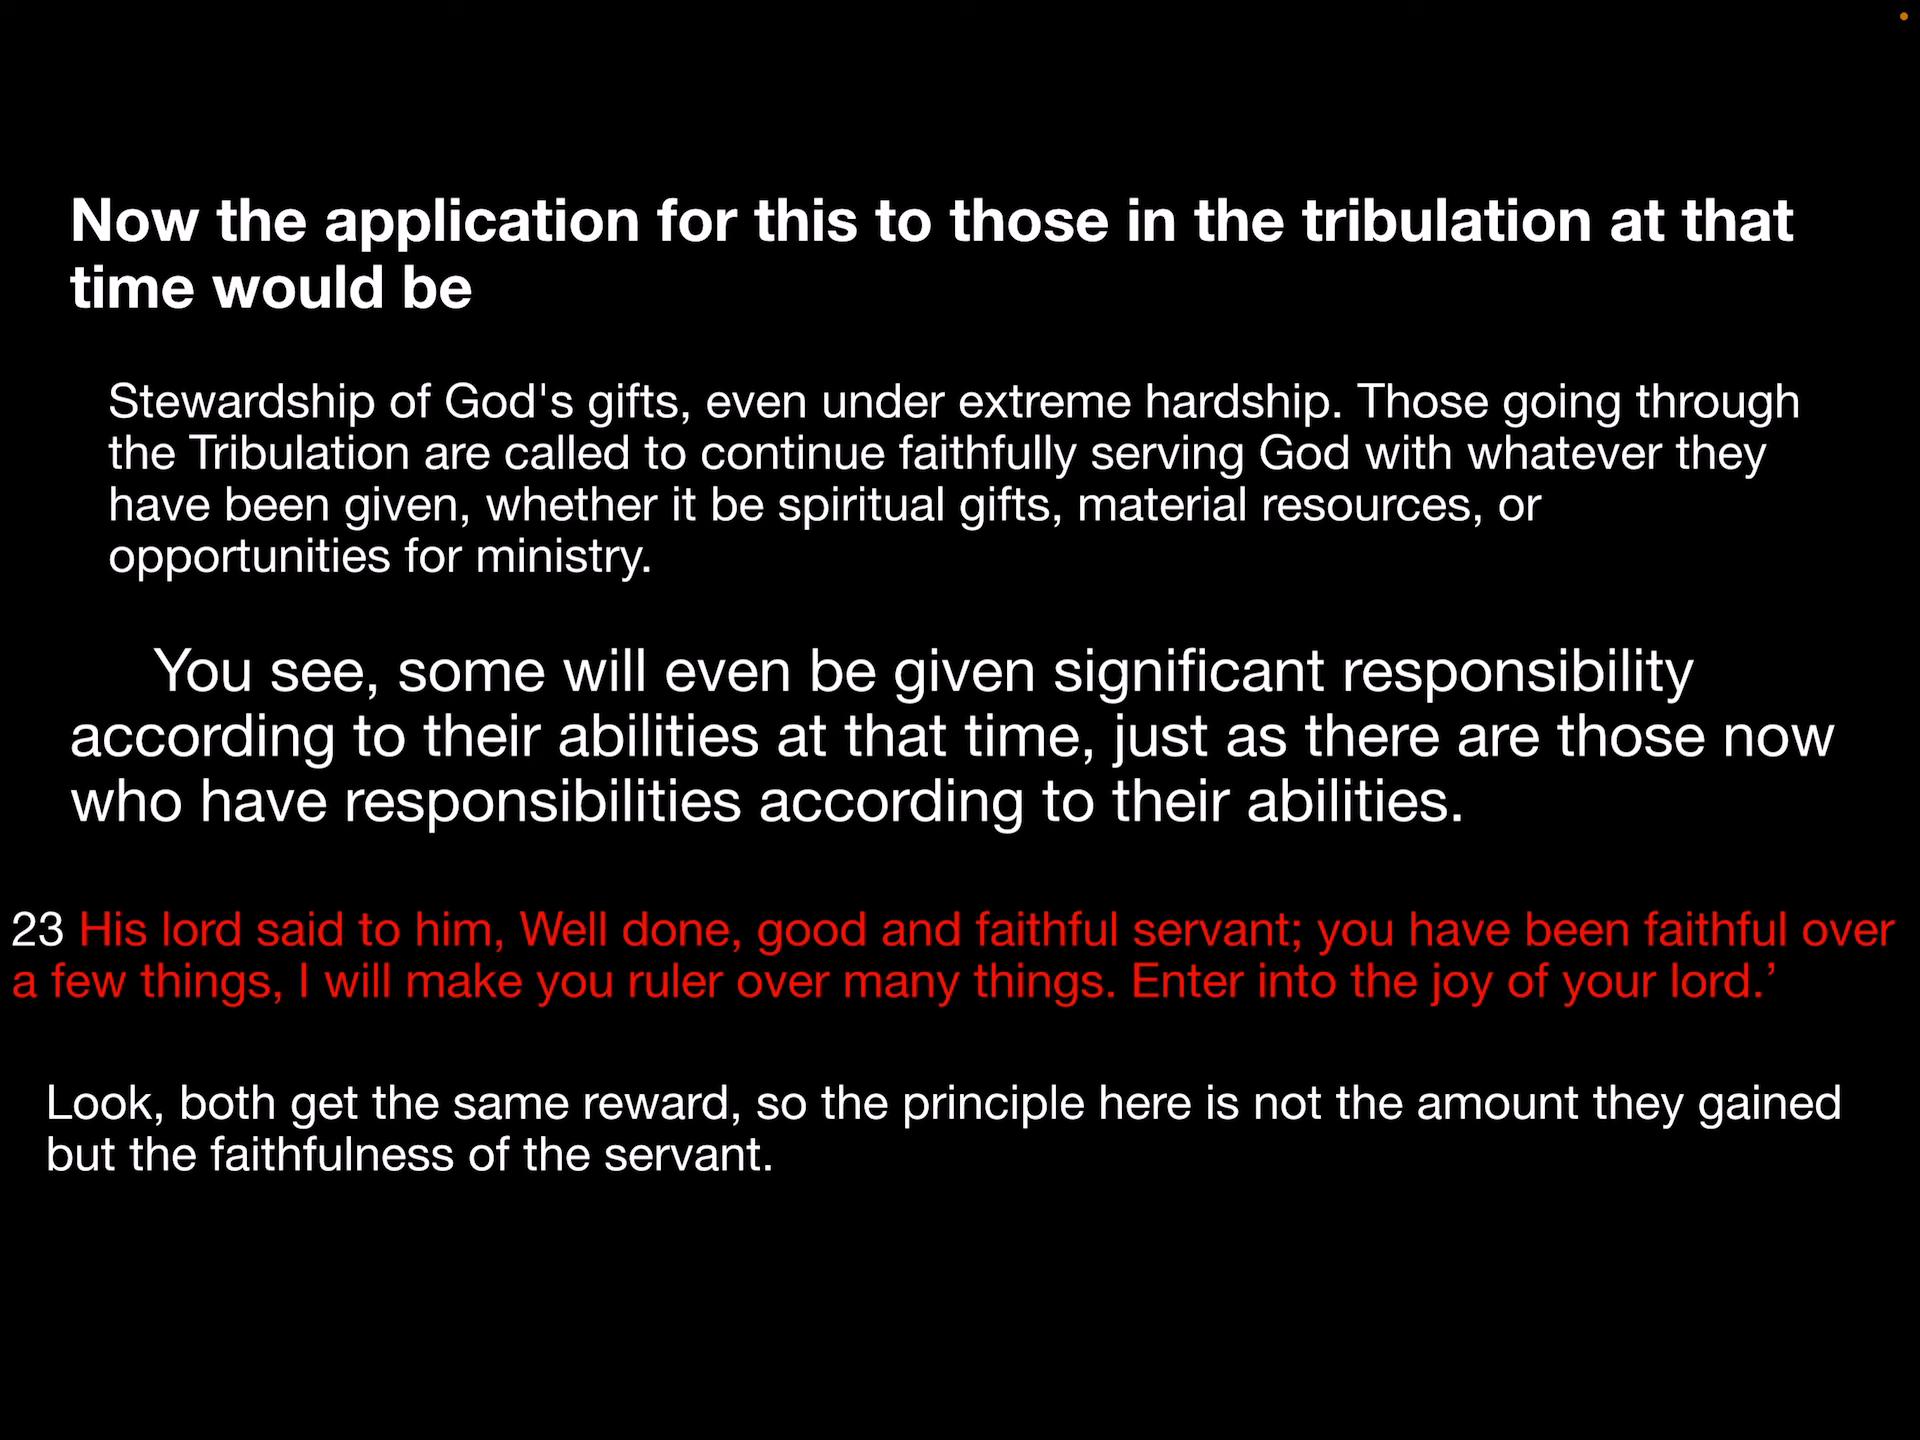 Now the application for this to those in the tribulation at that
time would be
Stewardship of God's gifts, even under extreme hardship. Those going through
the Tribulation are called to continue faithfully serving God with whatever they
have been given, whether it be spiritual gifts, material resources, or
opportunities for ministry.
You see, some will even be given significant responsibility
according to their abilities at that time, just as there are those now
who have responsibilities according to their abilities.
23 His lord said to him, Well done, good and faithful servant; you have been faithful over
a few things, I will make you ruler over many things. Enter into the joy of your lord.’
Look, both get the same reward, so the principle here is not the amount they gained
but the faithfulness of the servant.